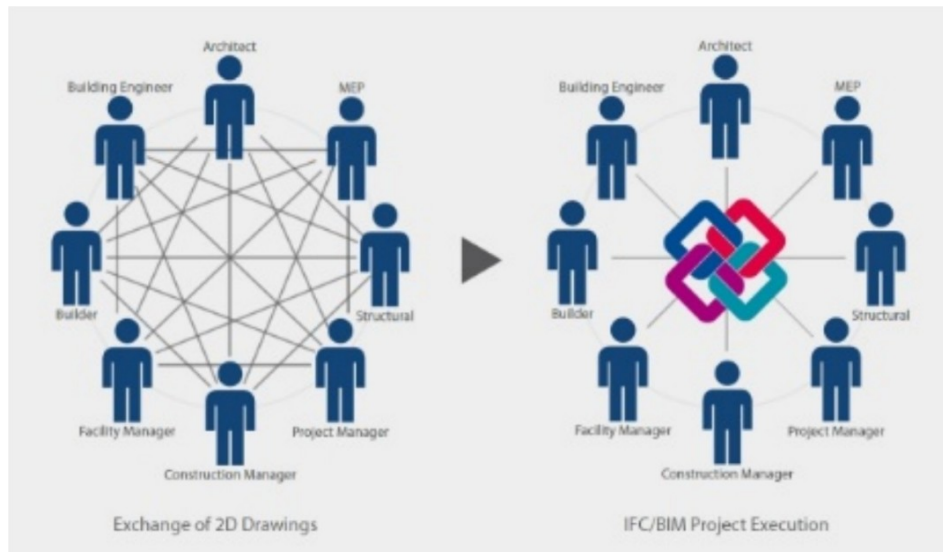 Architect
Building Engineer
MEP
Builder
Structural
Facility Manager
Project Manager
Construction Manager
Exchange of 2D Drawings
Architect
Building Engineer
MEP
Builder
Structural
Facility Manager
Project Manager
Construction Manager
IFC/BIM Project Execution